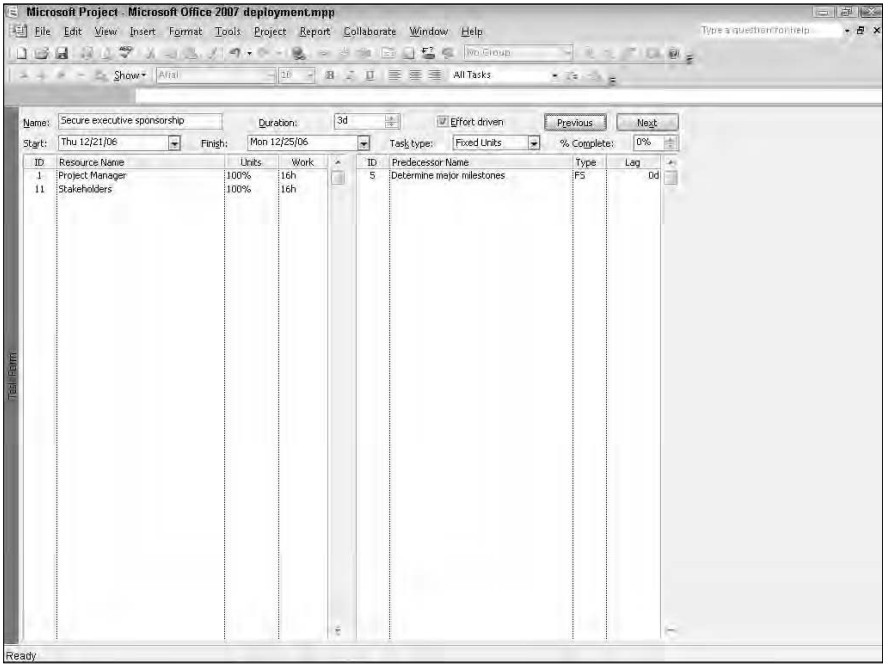 Microsoft Project - Microsoft Office 2007 deployment.mpp
File Edit View Insert Format Tools Project Report Collaborate Window Help
Type a question for help
No Group
Show Arial 16 B I U All Tasks
Name: Secure executive sponsorship Duration: 3d Effort driven Previous Next
Start: Thu 12/21/06 Finish: Mon 12/25/06 Task type: Fixed Units % Complete: 0%
ID Resource Name Units Work ID Predecessor Name Type Lag
1 Project Manager 100% 16h 5 Determine major milestones FS 0d
11 Stakeholders 100% 16h
Task Form
Ready